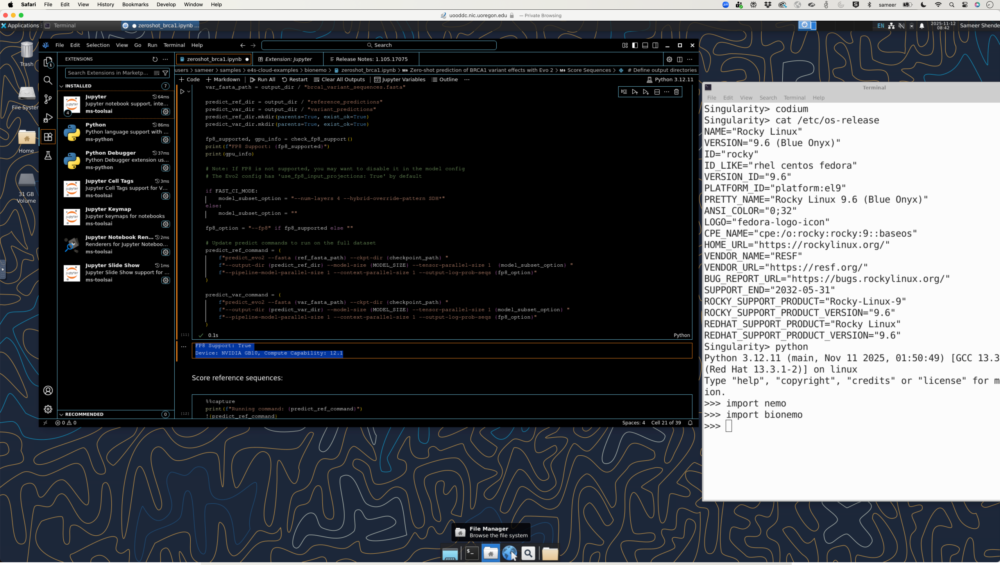 Safari File Edit View History Bookmarks Develop Window Help
zm
sameer
uooddc.nic.uoregon.edu — Private Browsing
Applications
Terminal
zeroshot_brca1.ipynb ...
EN
2025-11-12
08:42
Sameer Shende
Trash
File System
Home
31 GB
Volume
File Edit Selection View Go Run Terminal Help
Search
EXTENSIONS
Search Extensions in Marketp...
INSTALLED
7
Jupyter
64ms
Jupyter notebook support, inte...
ms-toolsai
4
Python
86ms
Python language support with ...
ms-python
Python Debugger
37ms
Python Debugger extension us...
ms-python
Jupyter Cell Tags
3ms
Jupyter Cell Tags support for V...
ms-toolsai
Jupyter Keymap
Jupyter keymaps for notebooks
ms-toolsai
Jupyter Notebook Ren...
2ms
Renderers for Jupyter Noteboo...
ms-toolsai
Jupyter Slide Show
1ms
Jupyter Slide Show support for ...
ms-toolsai
RECOMMENDED
0
0 0
zeroshot_brca1.ipynb
Extension: Jupyter
Release Notes: 1.105.17075
users > sameer > samples > e4s-cloud-examples > bionemo > zeroshot_brca1.ipynb > M↓ Zero-shot prediction of BRCA1 variant effects with Evo 2 > M↓ Score Sequences > # Define output directories
+ Code + Markdown Run All Restart Clear All Outputs Jupyter Variables Outline ...
Python 3.12.11
var_fasta_path = output_dir / "brca1_variant_sequences.fasta"
predict_ref_dir = output_dir / "reference_predictions"
predict_var_dir = output_dir / "variant_predictions"
predict_ref_dir.mkdir(parents=True, exist_ok=True)
predict_var_dir.mkdir(parents=True, exist_ok=True)
fp8_supported, gpu_info = check_fp8_support()
print(f"FP8 Support: {fp8_supported}")
print(gpu_info)
# Note: If FP8 is not supported, you may want to disable it in the model config
# The Evo2 config has 'use_fp8_input_projections: True' by default
if FAST_CI_MODE:
model_subset_option = "--num-layers 4 --hybrid-override-pattern SDH*"
else:
model_subset_option = ""
fp8_option = "--fp8" if fp8_supported else ""
# Update predict commands to run on the full dataset
predict_ref_command = (
f"predict_evo2 --fasta {ref_fasta_path} --ckpt-dir {checkpoint_path} "
f"--output-dir {predict_ref_dir} --model-size {MODEL_SIZE} --tensor-parallel-size 1  {model_subset_option} "
f"--pipeline-model-parallel-size 1 --context-parallel-size 1 --output-log-prob-seqs {fp8_option}"
)
predict_var_command = (
f"predict_evo2 --fasta {var_fasta_path} --ckpt-dir {checkpoint_path} "
f"--output-dir {predict_var_dir} --model-size {MODEL_SIZE} --tensor-parallel-size 1 {model_subset_option} "
f"--pipeline-model-parallel-size 1 --context-parallel-size 1 --output-log-prob-seqs {fp8_option}"
)
[11] ✓ 0.1s
Python
FP8 Support: True
Device: NVIDIA GB10, Compute Capability: 12.1
Score reference sequences:
%%capture
print(f"Running command: {predict_ref_command}")
[12]
!{predict_ref_command}
Spaces: 4 Cell 21 of 39
Terminal
File Edit View Search Terminal Help
Singularity> codium
Singularity> cat /etc/os-release
NAME="Rocky Linux"
VERSION="9.6 (Blue Onyx)"
ID="rocky"
ID_LIKE="rhel centos fedora"
VERSION_ID="9.6"
PLATFORM_ID="platform:el9"
PRETTY_NAME="Rocky Linux 9.6 (Blue Onyx)"
ANSI_COLOR="0;32"
LOGO="fedora-logo-icon"
CPE_NAME="cpe:/o:rocky:rocky:9::baseos"
HOME_URL="https://rockylinux.org/"
VENDOR_NAME="RESF"
VENDOR_URL="https://resf.org/"
BUG_REPORT_URL="https://bugs.rockylinux.org/"
SUPPORT_END="2032-05-31"
ROCKY_SUPPORT_PRODUCT="Rocky-Linux-9"
ROCKY_SUPPORT_PRODUCT_VERSION="9.6"
REDHAT_SUPPORT_PRODUCT="Rocky Linux"
REDHAT_SUPPORT_PRODUCT_VERSION="9.6"
Singularity> python
Python 3.12.11 (main, Nov 11 2025, 01:50:49) [GCC 13.3
(Red Hat 13.3.1-2)] on linux
Type "help", "copyright", "credits" or "license" for m
ion.
>>> import nemo
>>> import bionemo
>>>
File Manager
Browse the file system